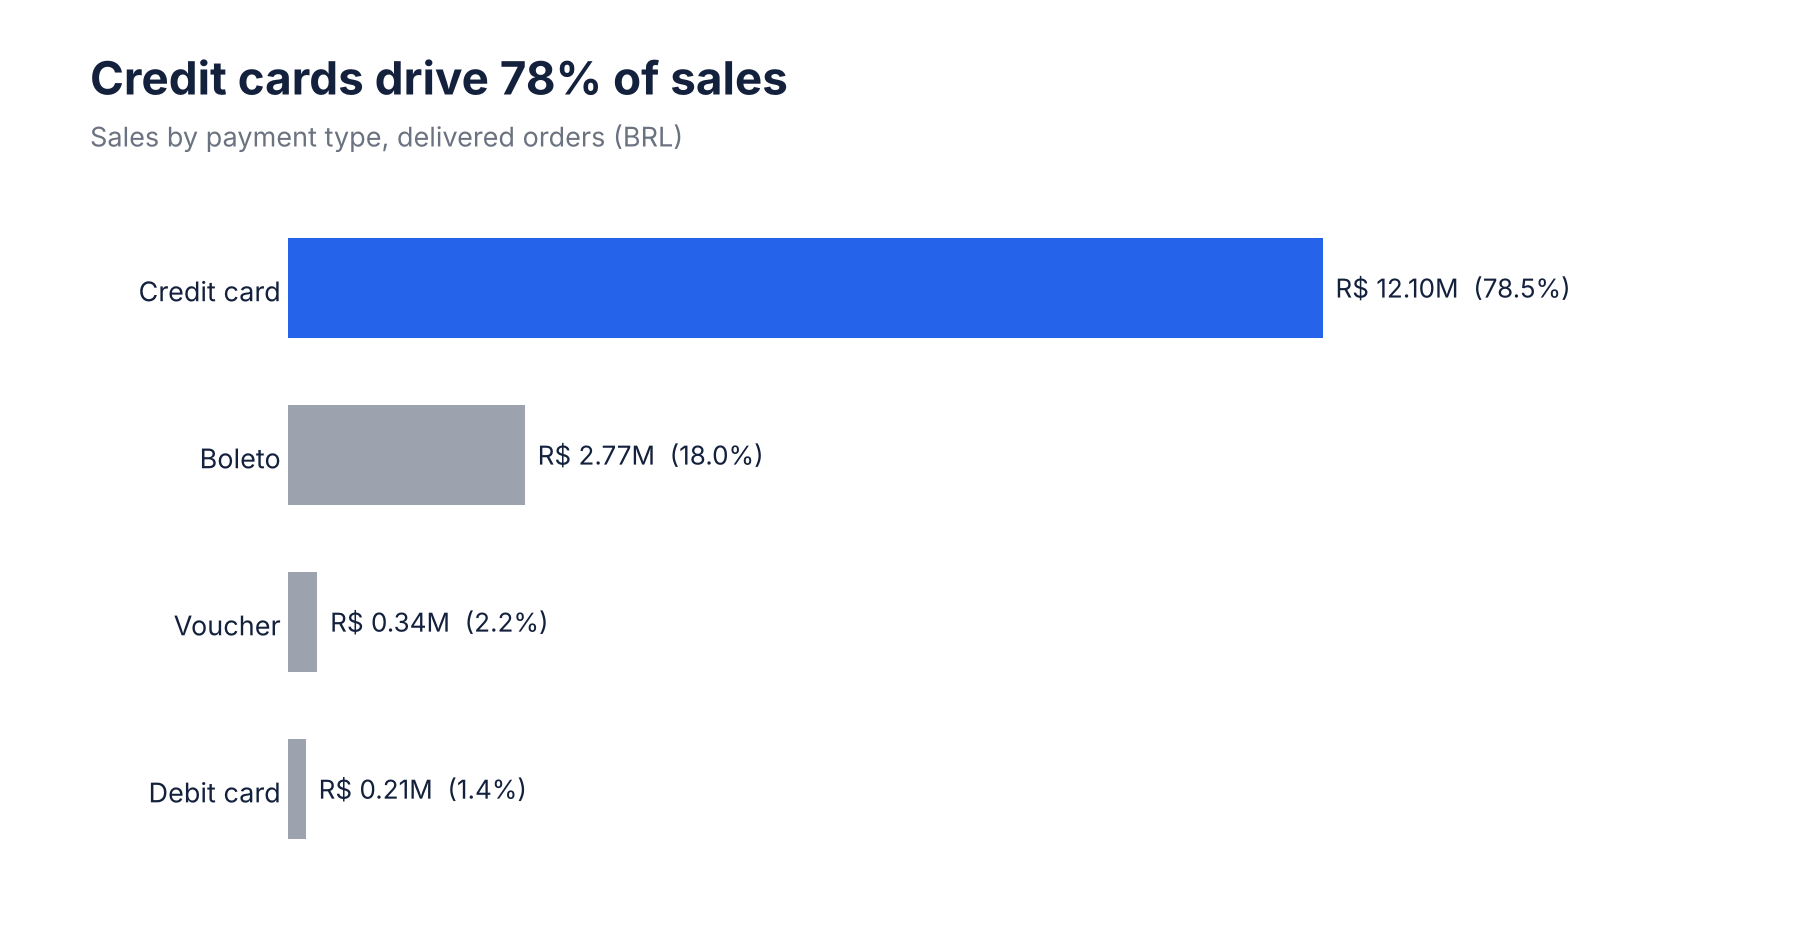 Credit cards drive 78% of sales
Sales by payment type, delivered orders (BRL)
Credit card R$ 12.10M (78.5%)
Boleto R$ 2.77M (18.0%)
Voucher R$ 0.34M (2.2%)
Debit card R$ 0.21M (1.4%)